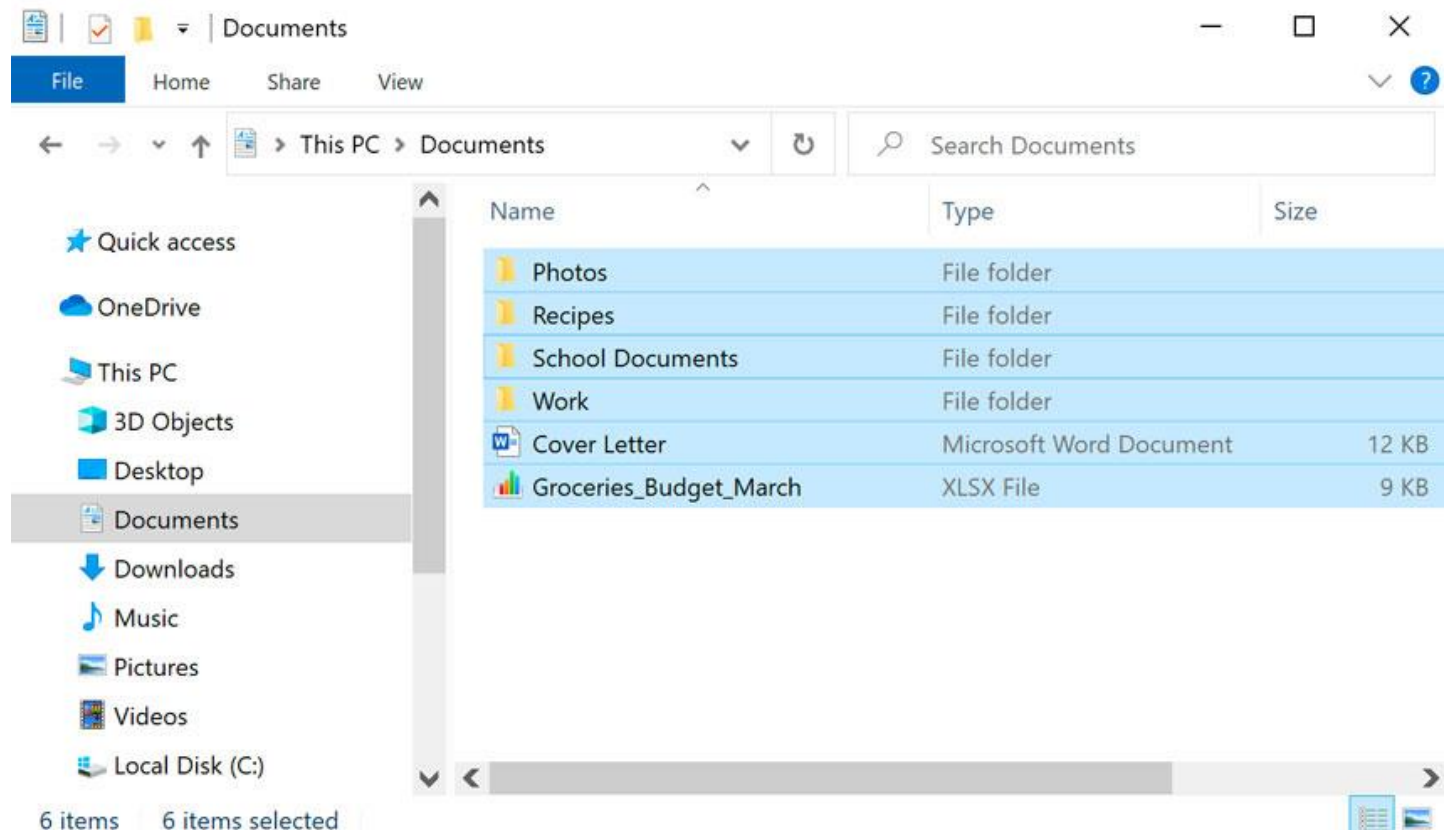 Documents
File Home Share View ?
This PC > Documents Search Documents
Name Type Size
Quick access
OneDrive
This PC
3D Objects
Desktop
Documents
Downloads
Music
Pictures
Videos
Local Disk (C:)
Photos File folder
Recipes File folder
School Documents File folder
Work File folder
W Cover Letter Microsoft Word Document 12 KB
Groceries_Budget_March XLSX File 9 KB
6 items 6 items selected